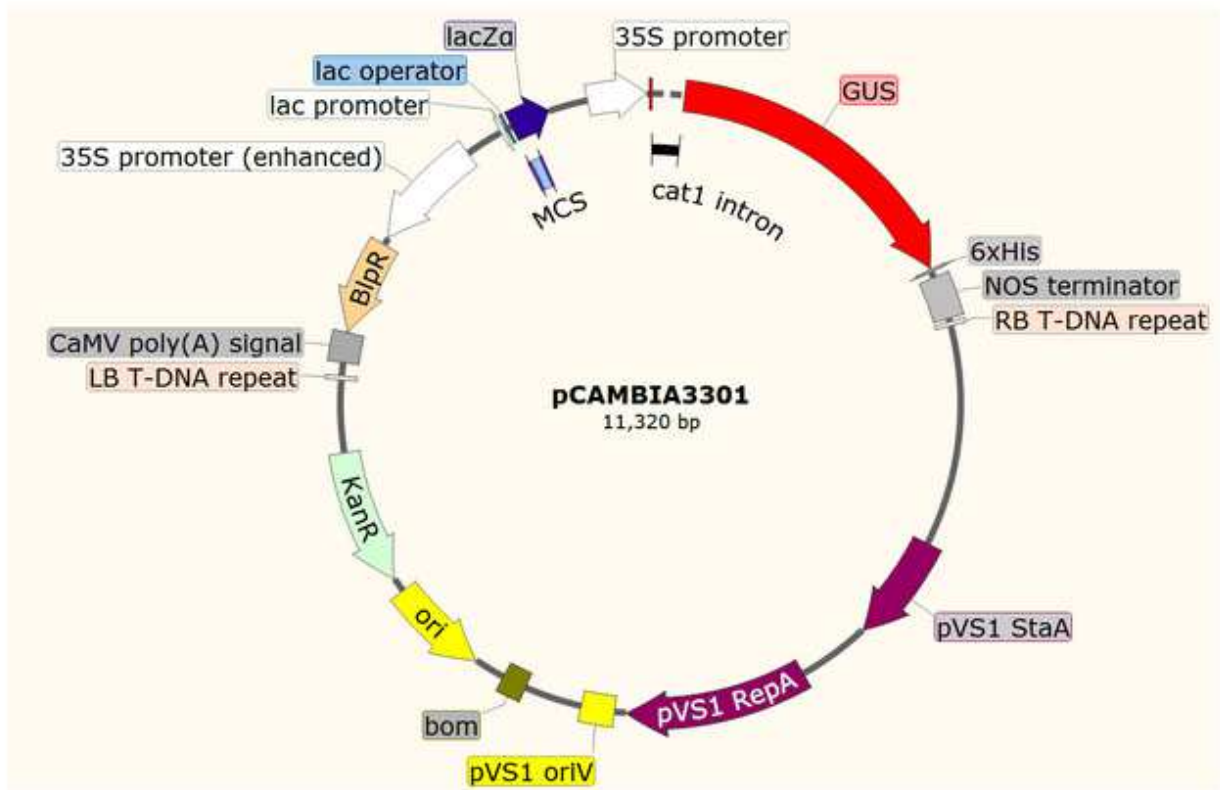 lacZα
35S promoter
lac operator
GUS
lac promoter
35S promoter (enhanced)
MCS
cat1 intron
BlpR
6xHis
NOS terminator
RB T-DNA repeat
CaMV poly(A) signal
LB T-DNA repeat
pCAMBIA3301
11,320 bp
KanR
ori
pVS1 StaA
pVS1 RepA
bom
pVS1 oriV